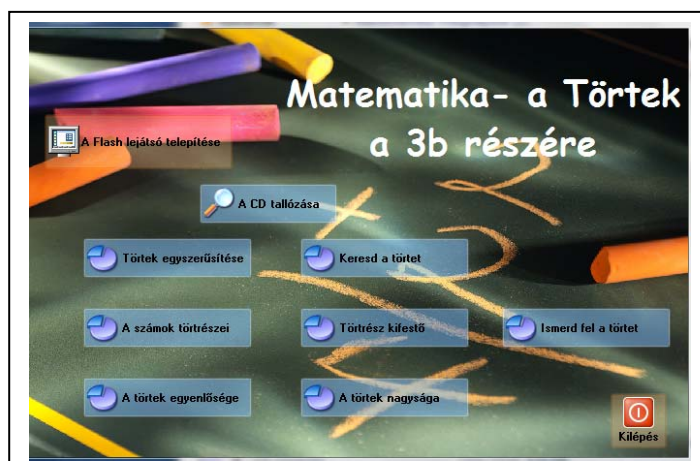 Matematika- a Törtek
a 3b részére
A Flash lejátsó telepítése
A CD tallózása
Törtek egyszerűsítése
Keresd a törtet
A számok törtrészei
Törtrész kifestő
Ismerd fel a törtet
A törtek egyenlősége
A törtek nagysága
Kilépés